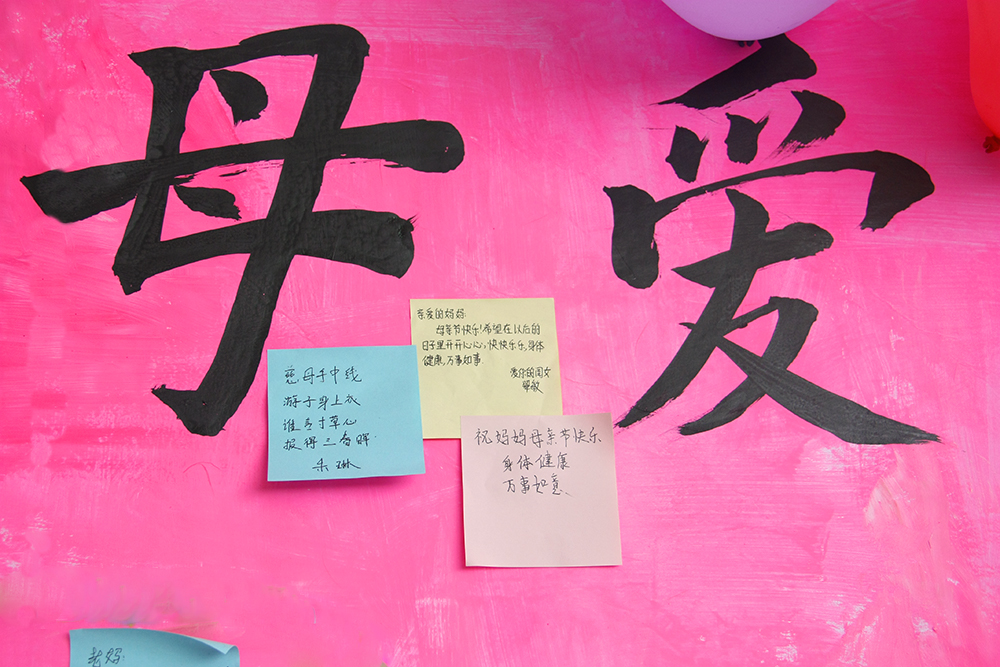 母爱
亲爱的妈妈:
母亲节快乐!希望在以后的
日子里开开心心,快快乐乐,身体
健康,万事如意.
爱你的闺女
慈母手中线
游子身上衣
谁言寸草心
报得三春晖.
朱琳
祝妈妈母亲节快乐
身体健康
万事如意、
老妈: